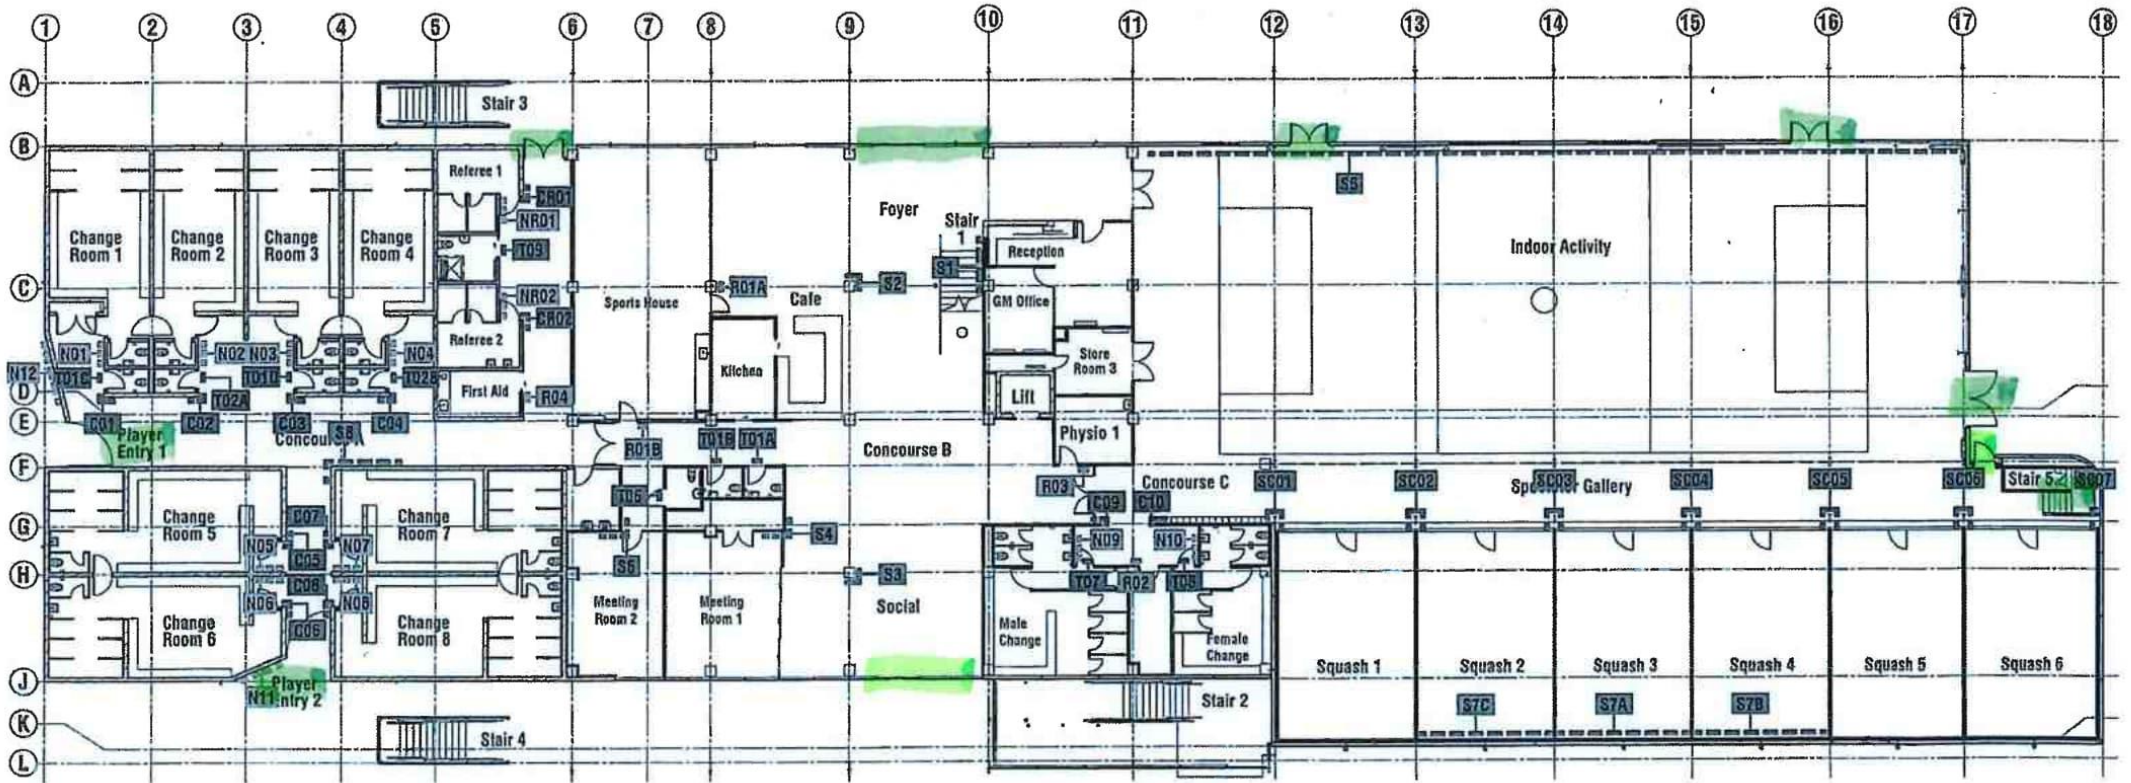 1 2 3 4 5 6 7 8 9 10 11 12 13 14 15 16 17 18
A
Stair 3
B
Referee 1
CR01
S5
NR01
Foyer
Stair
1
Change
Room 1
Change
Room 2
Change
Room 3
Change
Room 4
T09
Reception
Indoor Activity
S1
C
R01A
S2
NR02
Sports House
Cafe
GM Office
CR02
Referee 2
N01
N02
N03
N04
Store
Room 3
N12
T01C
T01D
T02B
Kitchen
D
First Aid
R04
T02A
Lift
E
C01
C02
C03
C04
Player
Entry 1
S8
T01B
T01A
Physio 1
R01B
Concourse B
F
R03
Concourse C
SC01
SC02
SC03
SC04
SC05
SC06
Stair 5
SC07
Gallery
T05
C09
C10
Change
Room 5
C07
Change
Room 7
G
S4
N05
N07
N09
N10
C05
S6
H
C08
S3
T07
R02
T08
N06
N08
Meeting
Room 2
Meeting
Room 1
Social
Change
Room 6
C06
Change
Room 8
Male
Change
Female
Change
Squash 1
Squash 2
Squash 3
Squash 4
Squash 5
Squash 6
J
Player
N11
Entry 2
Stair 2
S7C
S7A
S7B
K
Stair 4
L